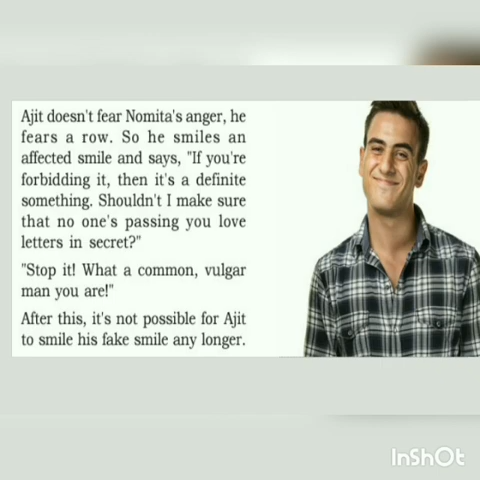 Ajit doesn't fear Nomita's anger, he
fears a row. So he smiles an
affected smile and says, "If you're
forbidding it, then it's a definite
something. Shouldn't I make sure
that no one's passing you love
letters in secret?"
"Stop it! What a common, vulgar
man you are!"
After this, it's not possible for Ajit
to smile his fake smile any longer.
InShOt